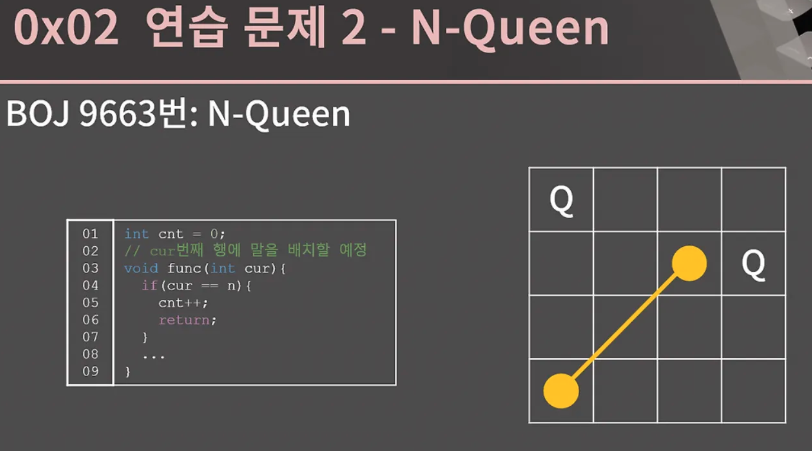 0x02 연습 문제 2 - N-Queen
BOJ 9663번: N-Queen
01 int cnt = 0;
02 // cur번째 행에 말을 배치할 예정
03 void func(int cur){
04 if(cur == n){
05 cnt++;
06 return;
07 }
08 ...
09 }
Q
Q